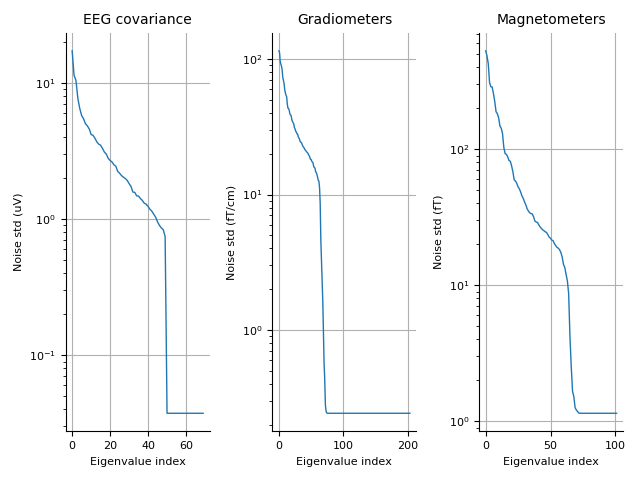 EEG covariance
Noise std (uV)
10¹
10⁰
10⁻¹
0 20 40 60
Eigenvalue index
Gradiometers
Noise std (fT/cm)
10²
10¹
10⁰
0 100 200
Eigenvalue index
Magnetometers
Noise std (fT)
10²
10¹
10⁰
0 50 100
Eigenvalue index